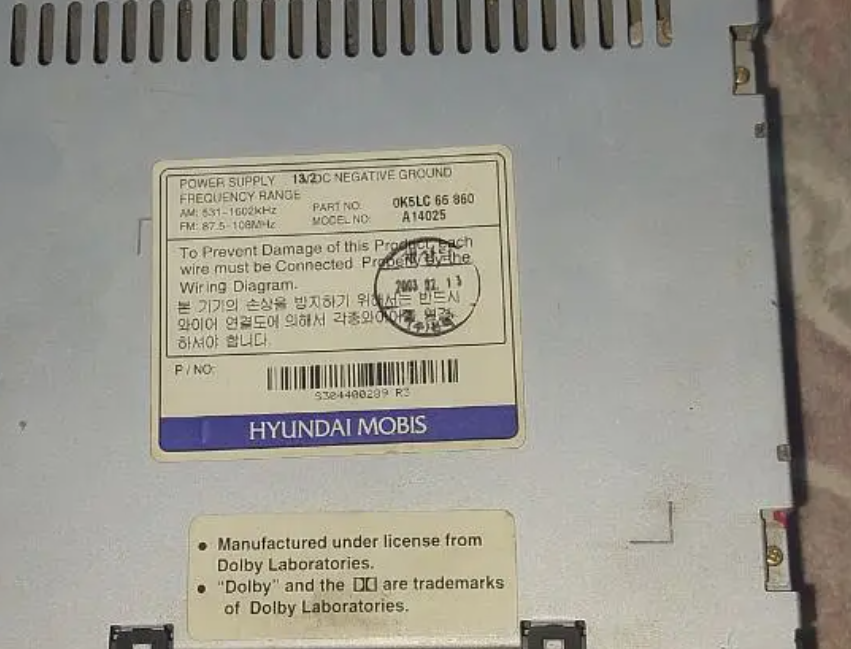 POWER SUPPLY 13.2DC NEGATIVE GROUND
FREQUENCY RANGE
AM: 531-1602KHz
FM: 87.5-108MHz
PART NO: 0K5LC 66 860
MODEL NO: A14025
To Prevent Damage of this Product, Each
wire must be Connected Properly By the
Wiring Diagram.
본 기기의 손상을 방지하기 위해서는 반드시
와이어 연결도에 의해서 각종와이어를 연결
하셔야 합니다.
2003. 02. 13
P / NO:
S304400289 R3
HYUNDAI MOBIS
• Manufactured under license from
Dolby Laboratories.
• "Dolby" and the are trademarks
of Dolby Laboratories.